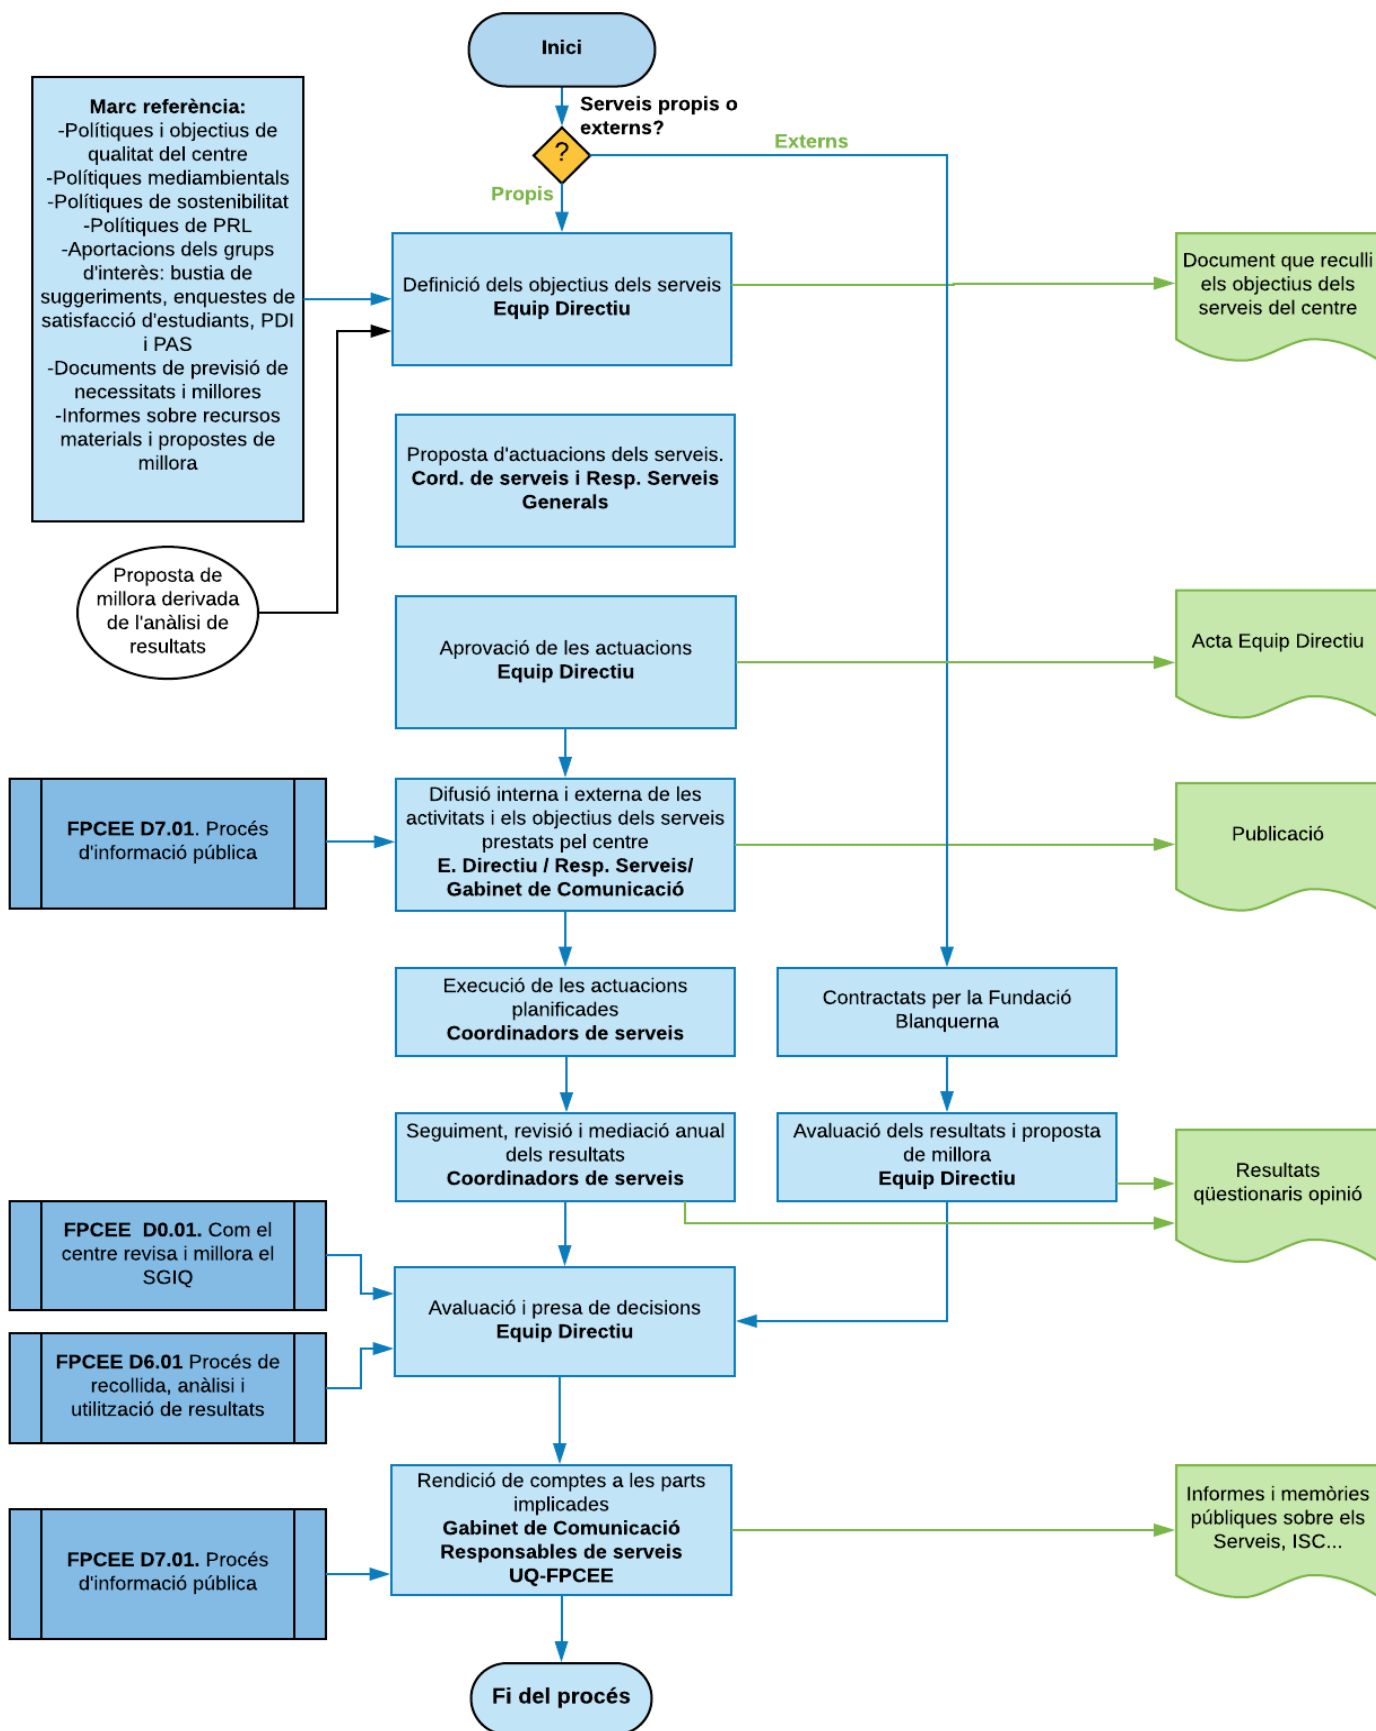 Inici
Serveis propis o
externs?
?
Externs
Propis
Marc referència:
-Polítiques i objectius de
qualitat del centre
-Polítiques mediambientals
-Polítiques de sostenibilitat
-Polítiques de PRL
-Aportacions dels grups
d'interès: bustia de
suggeriments, enquestes de
satisfacció d'estudiants, PDI
i PAS
-Documents de previsió de
necessitats i millores
-Informes sobre recursos
materials i propostes de
millora
Definició dels objectius dels serveis
Equip Directiu
Document que reculli
els objectius dels
serveis del centre
Proposta d'actuacions dels serveis.
Cord. de serveis i Resp. Serveis
Generals
Proposta de
millora derivada
de l'anàlisi de
resultats
Aprovació de les actuacions
Equip Directiu
Acta Equip Directiu
FPCEE D7.01. Procés
d'informació pública
Difusió interna i externa de les
activitats i els objectius dels serveis
prestats pel centre
E. Directiu / Resp. Serveis/
Gabinet de Comunicació
Publicació
Execució de les actuacions
planificades
Coordinadors de serveis
Contractats per la Fundació
Blanquerna
Seguiment, revisió i mediació anual
dels resultats
Coordinadors de serveis
Avaluació dels resultats i proposta
de millora
Equip Directiu
Resultats
qüestionaris opinió
FPCEE  D0.01. Com el
centre revisa i millora el
SGIQ
Avaluació i presa de decisions
Equip Directiu
FPCEE D6.01 Procés de
recollida, anàlisi i
utilització de resultats
Rendició de comptes a les parts
implicades
Gabinet de Comunicació
Responsables de serveis
UQ-FPCEE
Informes i memòries
públiques sobre els
Serveis, ISC...
FPCEE D7.01. Procés
d'informació pública
Fi del procés